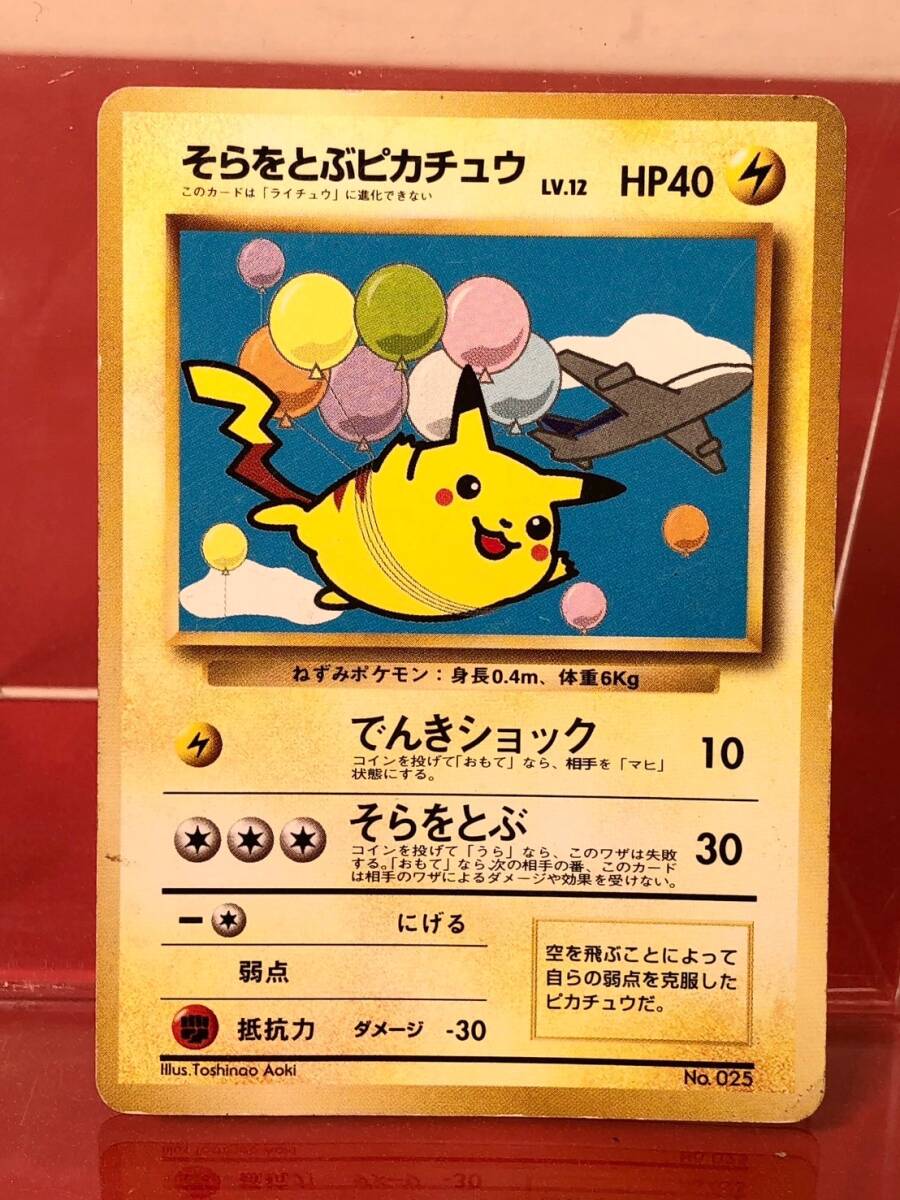 そらをとぶピカチュウ LV.12 HP40
このカードは「ライチュウ」に進化できない
ねずみポケモン：身長0.4m、体重6Kg
でんきショック 10
コインを投げて「おもて」なら、相手を「マヒ」
状態にする。
そらをとぶ 30
コインを投げて「うら」なら、このワザは失敗
する。「おもて」なら次の相手の番、このカード
は相手のワザによるダメージや効果を受けない。
にげる
弱点
抵抗力 ダメージ -30
空を飛ぶことによって
自らの弱点を克服した
ピカチュウだ。
Illus.Toshinao Aoki
No. 025